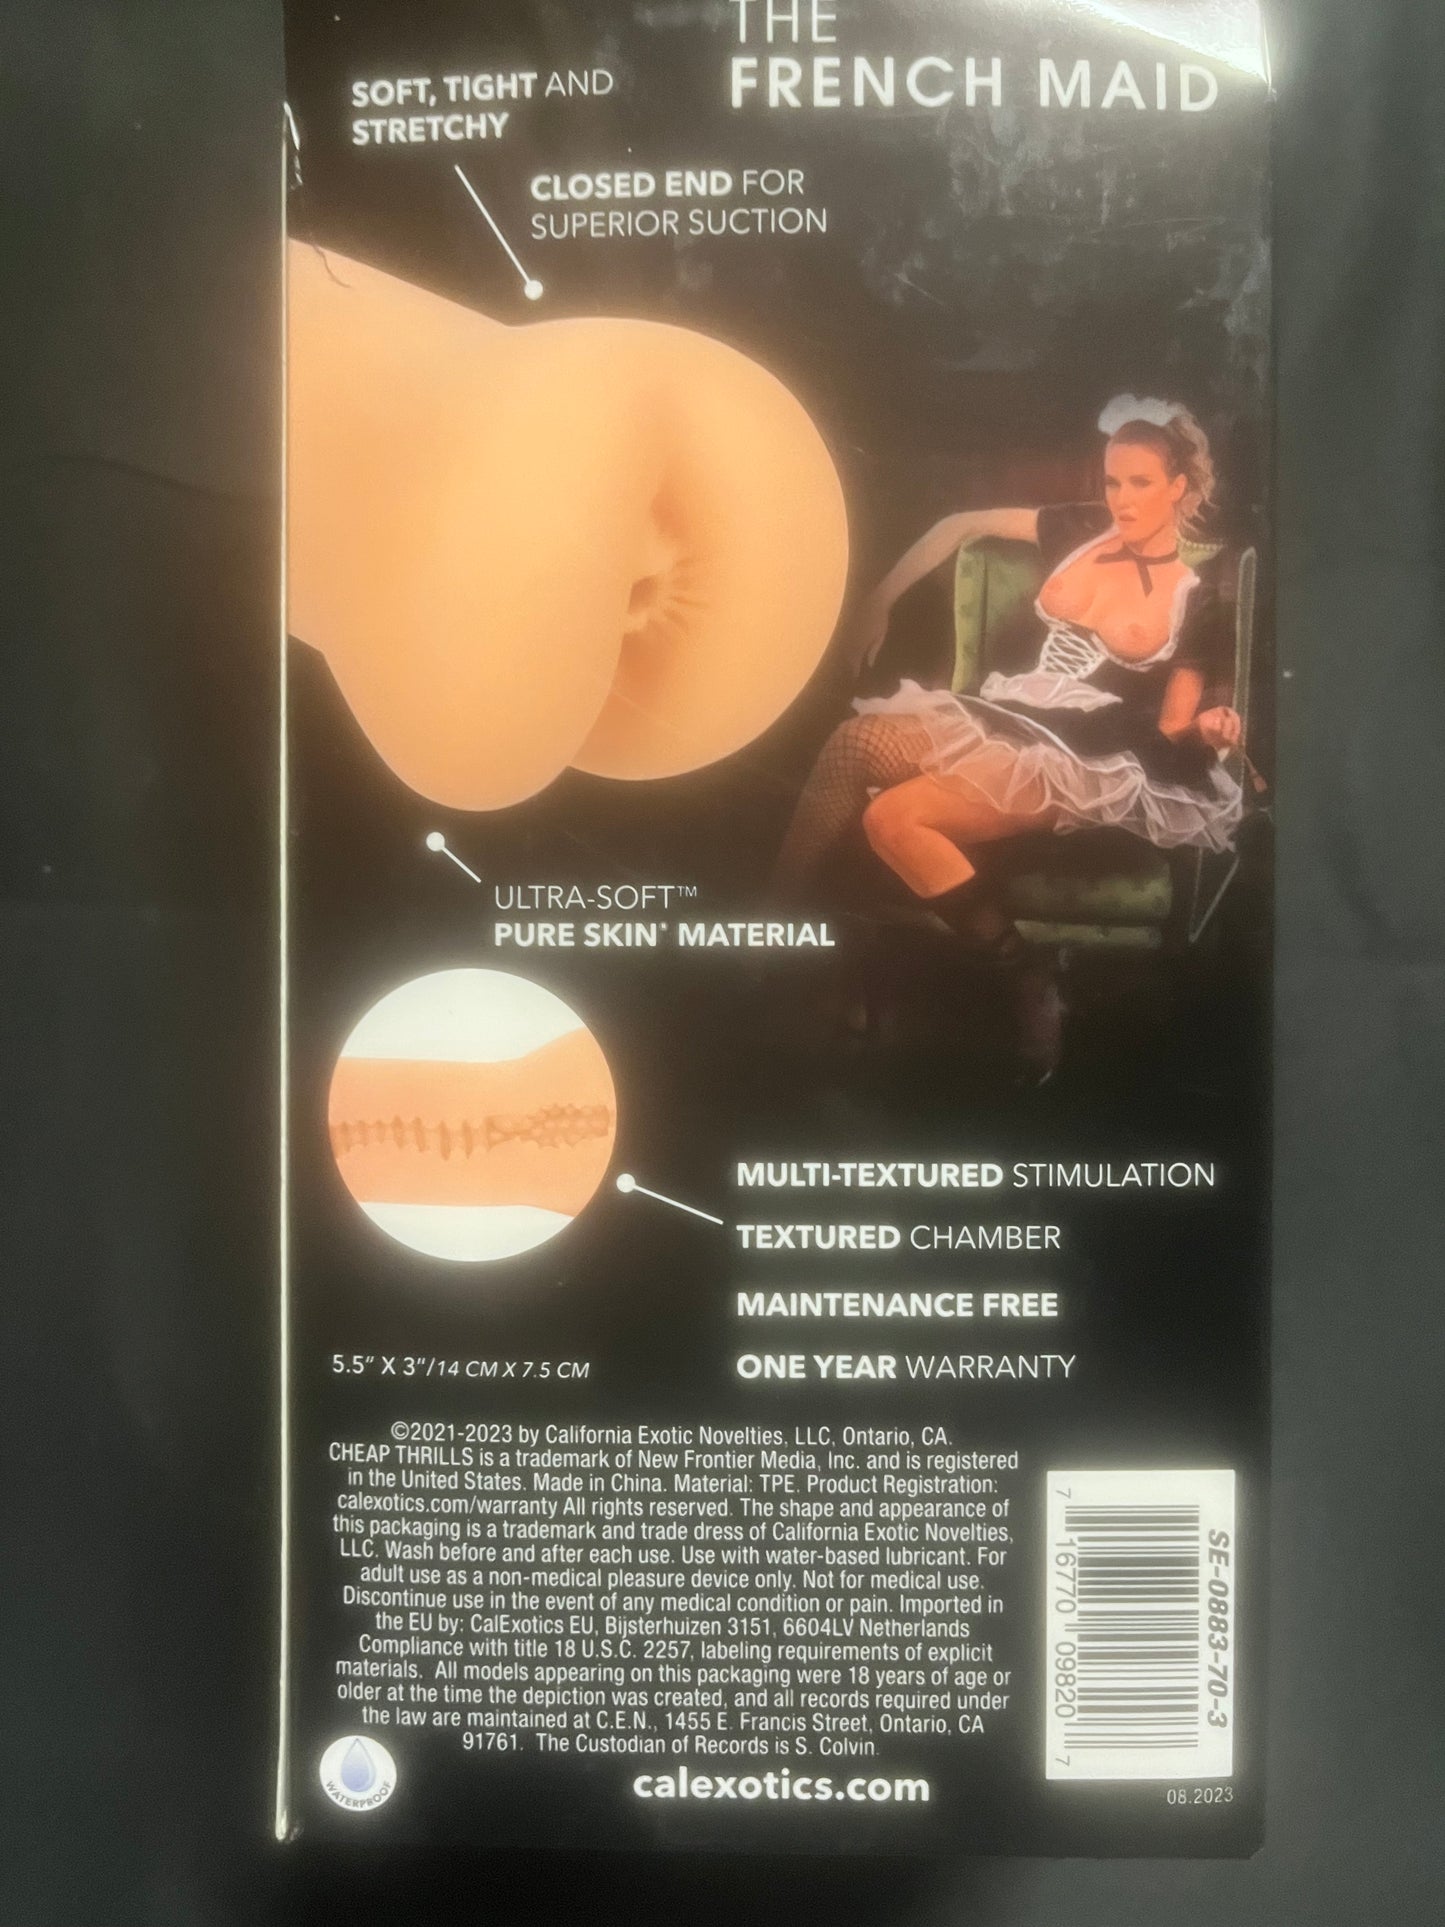 THE
FRENCH MAID
SOFT, TIGHT AND
STRETCHY
CLOSED END FOR
SUPERIOR SUCTION
ULTRA-SOFT™
PURE SKIN® MATERIAL
MULTI-TEXTURED STIMULATION
TEXTURED CHAMBER
MAINTENANCE FREE
ONE YEAR WARRANTY
5.5" X 3"/14 CM X 7.5 CM
©2021-2023 by California Exotic Novelties, LLC, Ontario, CA.
CHEAP THRILLS is a trademark of New Frontier Media, Inc. and is registered
in the United States. Made in China. Material: TPE. Product Registration:
calexotics.com/warranty All rights reserved. The shape and appearance of
this packaging is a trademark and trade dress of California Exotic Novelties,
LLC. Wash before and after each use. Use with water-based lubricant. For
adult use as a non-medical pleasure device only. Not for medical use.
Discontinue use in the event of any medical condition or pain. Imported in
the EU by: CalExotics EU, Bijsterhuizen 3151, 6604LV Netherlands
Compliance with title 18 U.S.C. 2257, labeling requirements of explicit
materials. All models appearing on this packaging were 18 years of age or
older at the time the depiction was created, and all records required under
the law are maintained at C.E.N., 1455 E. Francis Street, Ontario, CA
91761. The Custodian of Records is S. Colvin.
WATERPROOF
calexotics.com
7 16770 09820 7
SE-0883-70-3
08.2023